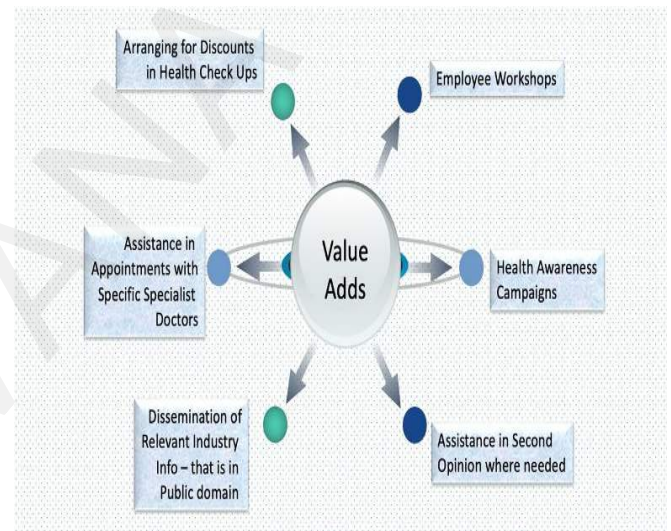 Arranging for Discounts
in Health Check Ups
Employee Workshops
Value
Adds
Assistance in
Appointments with
Specific Specialist
Doctors
Health Awareness
Campaigns
Dissemination of
Relevant Industry
Info – that is in
Public domain
Assistance in Second
Opinion where needed